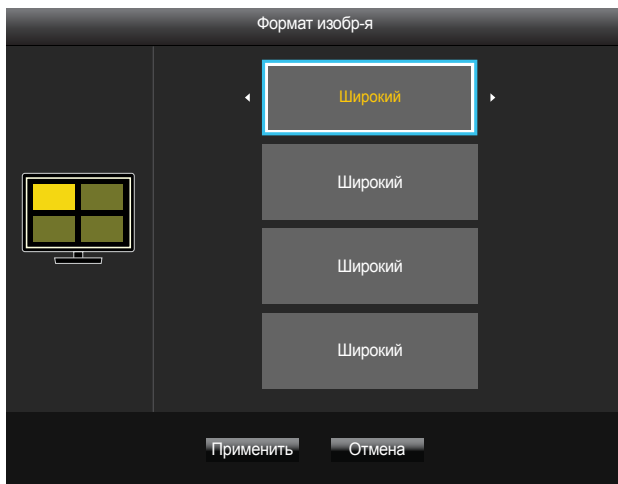 Формат изобр-я
Широкий
Широкий
Широкий
Широкий
Применить Отмена